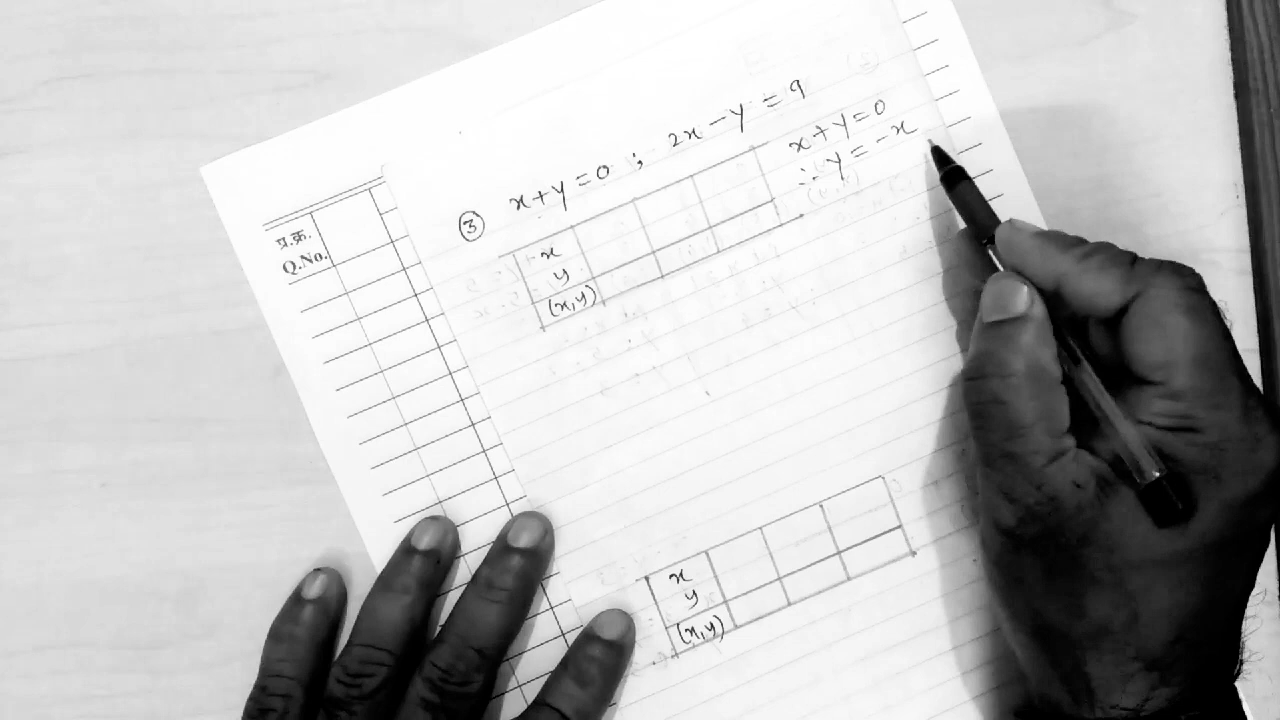 प्र.क्र.
Q.No.
③ x+y=0 ; 2x-y=9
x+y=0
∴ y=-x
x
y
(x,y)
x
y
(x,y)